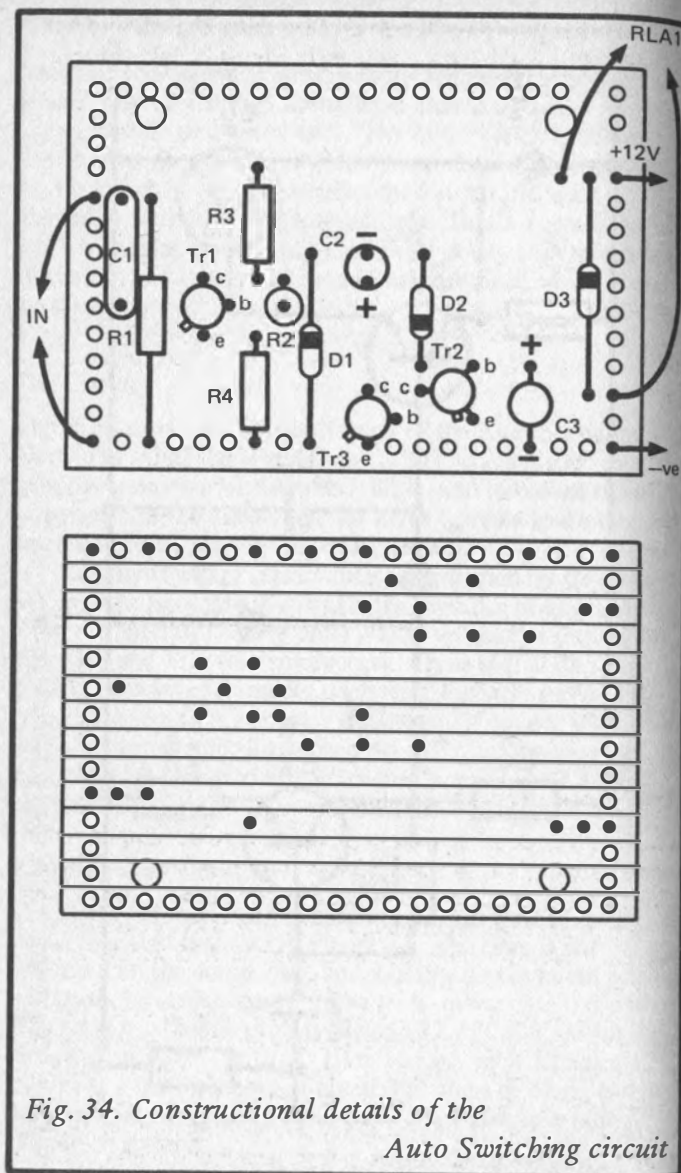 RLA1
+12V
R3
C2
−
C1
Tr1
c
b
e
IN
R1
R2
+
D2
D3
D1
R4
Tr2
b
c
e
+
c
b
C3
Tr3
e
−
−ve
Fig. 34. Constructional details of the
Auto Switching circuit